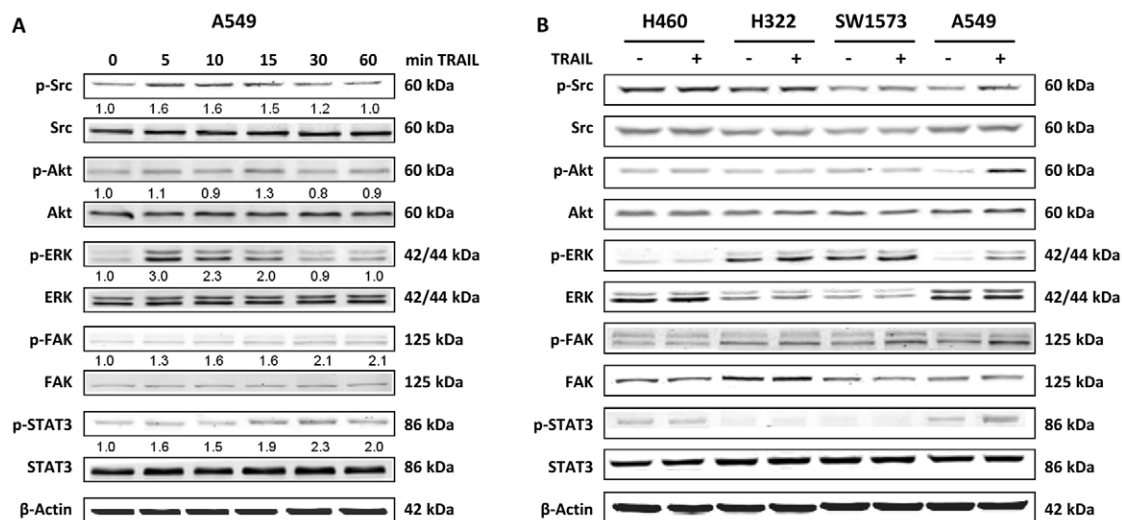 A
A549
0 5 10 15 30 60 min TRAIL
p-Src 60 kDa
1.0 1.6 1.6 1.5 1.2 1.0
Src 60 kDa
p-Akt 60 kDa
1.0 1.1 0.9 1.3 0.8 0.9
Akt 60 kDa
p-ERK 42/44 kDa
1.0 3.0 2.3 2.0 0.9 1.0
ERK 42/44 kDa
p-FAK 125 kDa
1.0 1.3 1.6 1.6 2.1 2.1
FAK 125 kDa
p-STAT3 86 kDa
1.0 1.6 1.5 1.9 2.3 2.0
STAT3 86 kDa
β-Actin 42 kDa
B
H460 H322 SW1573 A549
TRAIL - + - + - + - +
p-Src 60 kDa
Src 60 kDa
p-Akt 60 kDa
Akt 60 kDa
p-ERK 42/44 kDa
ERK 42/44 kDa
p-FAK 125 kDa
FAK 125 kDa
p-STAT3 86 kDa
STAT3 86 kDa
β-Actin 42 kDa